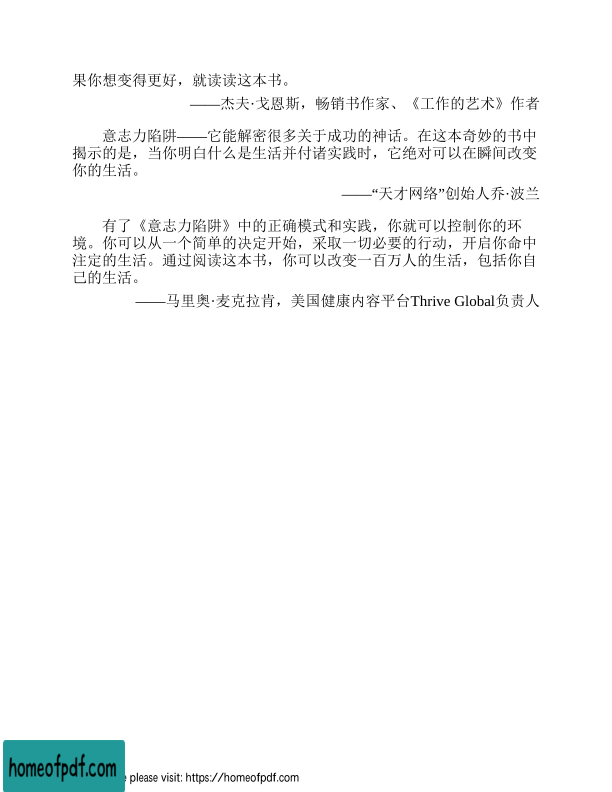 果你想变得更好，就读读这本书。
——杰夫·戈恩斯，畅销书作家、《工作的艺术》作者
意志力陷阱——它能解密很多关于成功的神话。在这本奇妙的书中
揭示的是，当你明白什么是生活并付诸实践时，它绝对可以在瞬间改变
你的生活。
——“天才网络”创始人乔·波兰
有了《意志力陷阱》中的正确模式和实践，你就可以控制你的环
境。你可以从一个简单的决定开始，采取一切必要的行动，开启你命中
注定的生活。通过阅读这本书，你可以改变一百万人的生活，包括你自
己的生活。
——马里奥·麦克拉肯，美国健康内容平台Thrive Global负责人
homeofpdf.com
please visit: https://homeofpdf.com